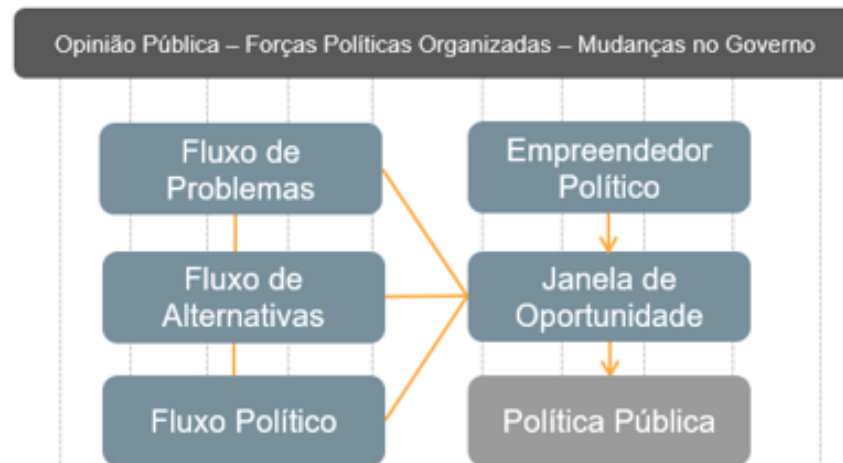 Opinião Pública – Forças Políticas Organizadas – Mudanças no Governo
Fluxo de
Problemas
Empreendedor
Político
Fluxo de
Alternativas
Janela de
Oportunidade
Fluxo Político
Política Pública